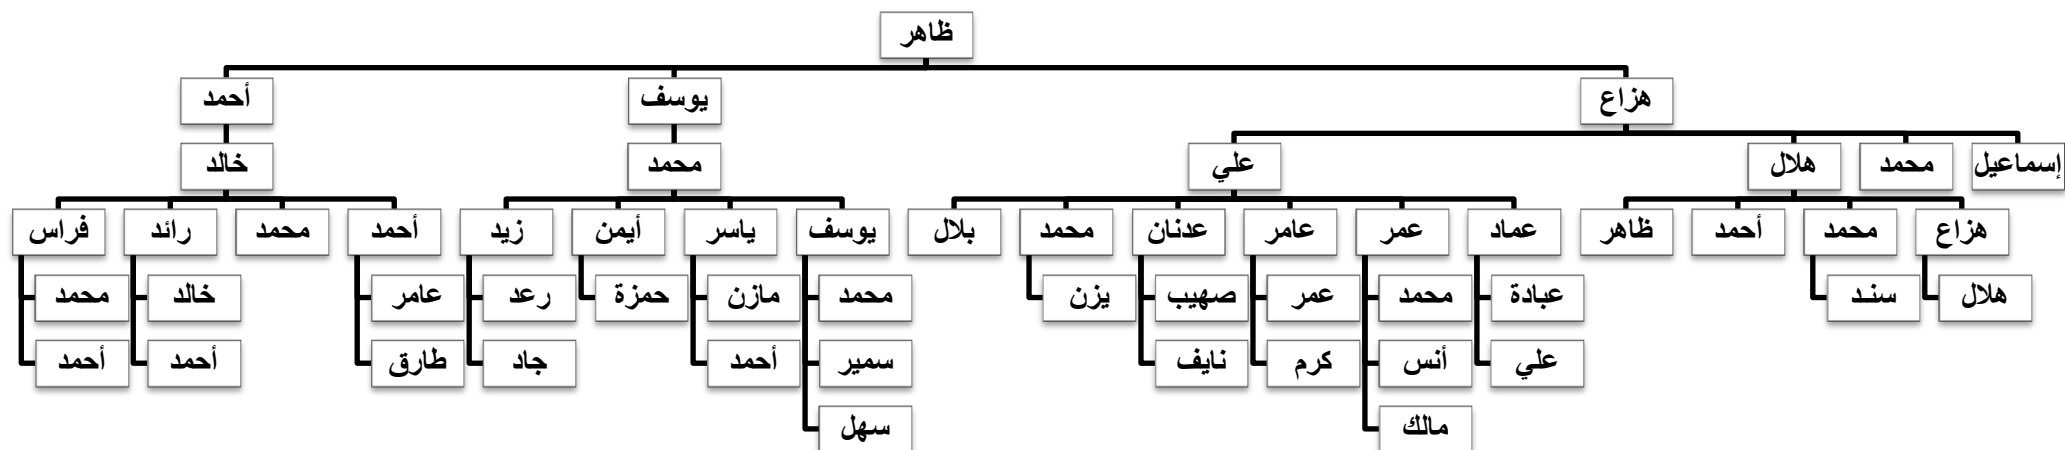 ظاهر
هزاع
يوسف
أحمد
إسماعيل
محمد
هلال
علي
محمد
خالد
هزاع
محمد
أحمد
ظاهر
عماد
عمر
عامر
عدنان
محمد
بلال
يوسف
ياسر
أيمن
زيد
أحمد
محمد
رائد
فراس
هلال
سند
عبادة
محمد
عمر
صهيب
يزن
محمد
مازن
حمزة
رعد
عامر
خالد
محمد
علي
أنس
كرم
نايف
سمير
أحمد
جاد
طارق
أحمد
أحمد
مالك
سهل